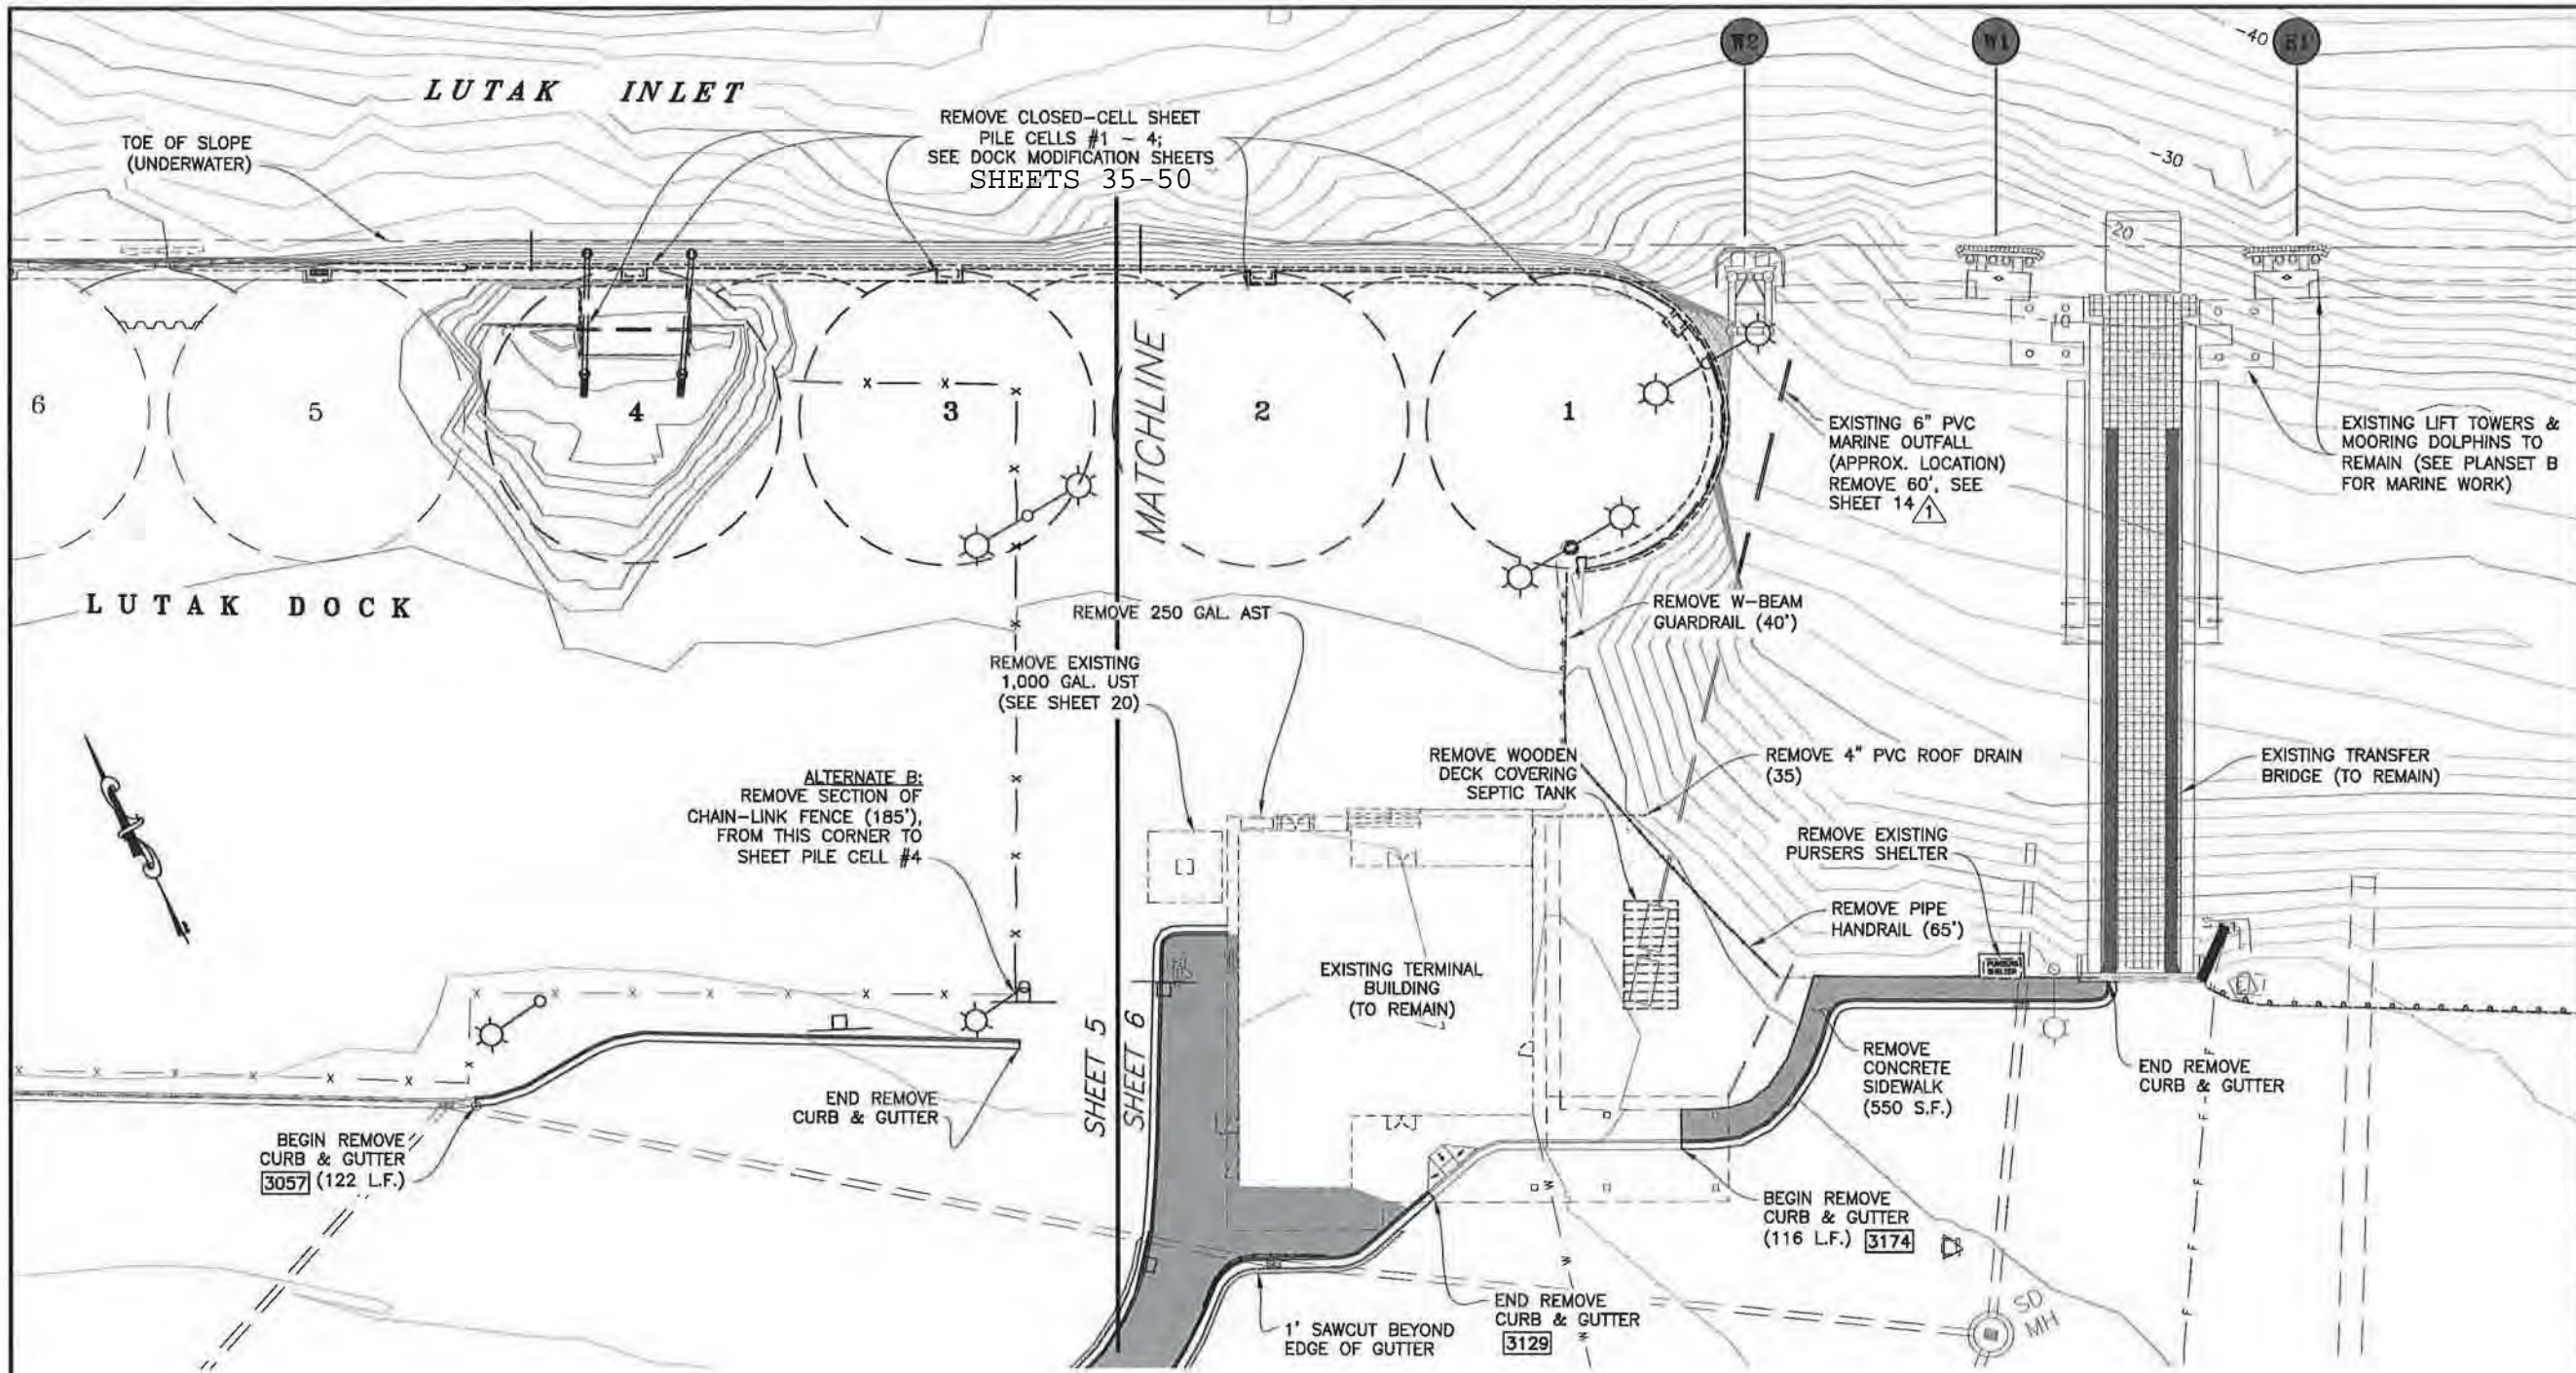 W2
W1
E1
-40
LUTAK INLET
REMOVE CLOSED-CELL SHEET
PILE CELLS #1 - 4;
SEE DOCK MODIFICATION SHEETS
SHEETS 35-50
TOE OF SLOPE
(UNDERWATER)
-30
20
10
MATCHLINE
6
5
4
3
2
1
EXISTING 6" PVC
MARINE OUTFALL
(APPROX. LOCATION)
REMOVE 60', SEE
SHEET 14
1
EXISTING LIFT TOWERS &
MOORING DOLPHINS TO
REMAIN (SEE PLANSET B
FOR MARINE WORK)
LUTAK DOCK
REMOVE 250 GAL. AST
REMOVE W-BEAM
GUARDRAIL (40')
REMOVE EXISTING
1,000 GAL. UST
(SEE SHEET 20)
REMOVE WOODEN
DECK COVERING
SEPTIC TANK
REMOVE 4" PVC ROOF DRAIN
(35)
EXISTING TRANSFER
BRIDGE (TO REMAIN)
ALTERNATE B:
REMOVE SECTION OF
CHAIN-LINK FENCE (185'),
FROM THIS CORNER TO
SHEET PILE CELL #4
REMOVE EXISTING
PURSERS SHELTER
REMOVE PIPE
HANDRAIL (65')
PURSERS
SHELTER
EXISTING TERMINAL
BUILDING
(TO REMAIN)
SHEET 5
SHEET 6
REMOVE
CONCRETE
SIDEWALK
(550 S.F.)
END REMOVE
CURB & GUTTER
END REMOVE
CURB & GUTTER
BEGIN REMOVE
CURB & GUTTER
3057 (122 L.F.)
BEGIN REMOVE
CURB & GUTTER
(116 L.F.) 3174
END REMOVE
CURB & GUTTER
3129
1' SAWCUT BEYOND
EDGE OF GUTTER
SD
MH